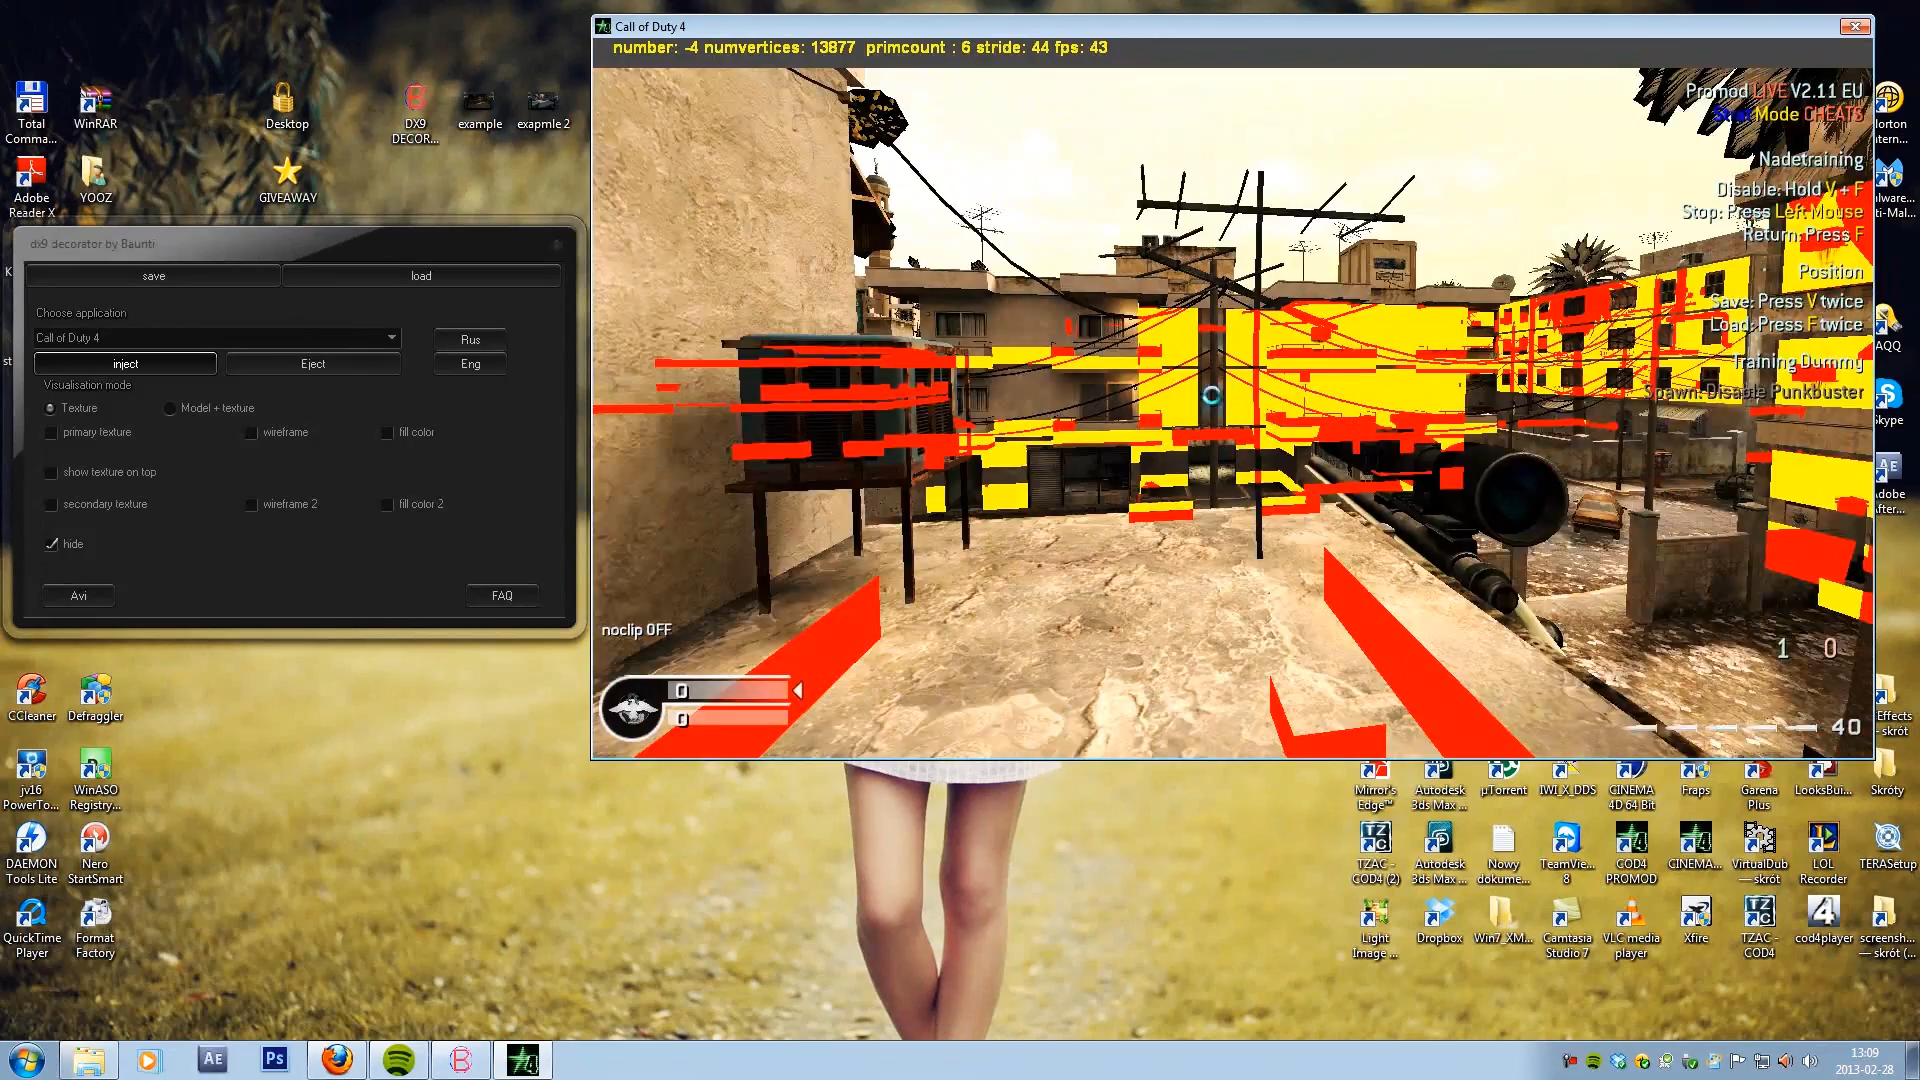 Total
Comma...
WinRAR
Desktop
DX9
DECOR...
example
exapmle 2
Adobe
Reader X
YOOZ
GIVEAWAY
dx9 decorator by Baunti
save
load
Choose application
Call of Duty 4
Rus
inject
Eject
Eng
Visualisation mode
Texture
Model + texture
primary texture
wireframe
fill color
show texture on top
secondary texture
wireframe 2
fill color 2
hide
Avi
FAQ
Call of Duty 4
number: -4 numvertices: 13877 primcount : 6 stride: 44 fps: 43
Promod LIVE V2.11 EU
Strat Mode CHEATS
Nadetraining
Disable: Hold V + F
Stop: Press Left Mouse
Return: Press F
Position
Save: Press V twice
Load: Press F twice
Training Dummy
Spawn: Disable Punkbuster
noclip OFF
1 0
0
0
40
AQQ
Skype
Adobe
After...
Effects
- skrót
CCleaner
Defraggler
jv16
PowerTo...
WinASO
Registry...
DAEMON
Tools Lite
Nero
StartSmart
QuickTime
Player
Format
Factory
Mirror's
Edge™
Autodesk
3ds Max ...
µTorrent
IWI_X_DDS
CINEMA
4D 64 Bit
Fraps
Garena
Plus
LooksBui...
Skróty
TZAC -
COD4 (2)
Autodesk
3ds Max ...
Nowy
dokume...
TeamVie...
8
COD4
PROMOD
CINEMA...
VirtualDub
— skrót
LOL
Recorder
TERASetup
Light
Image ...
Dropbox
Win7_XM...
Camtasia
Studio 7
VLC media
player
Xfire
TZAC -
COD4
cod4player
screensh...
— skrót (...
AE
Ps
13:09
2013-02-28